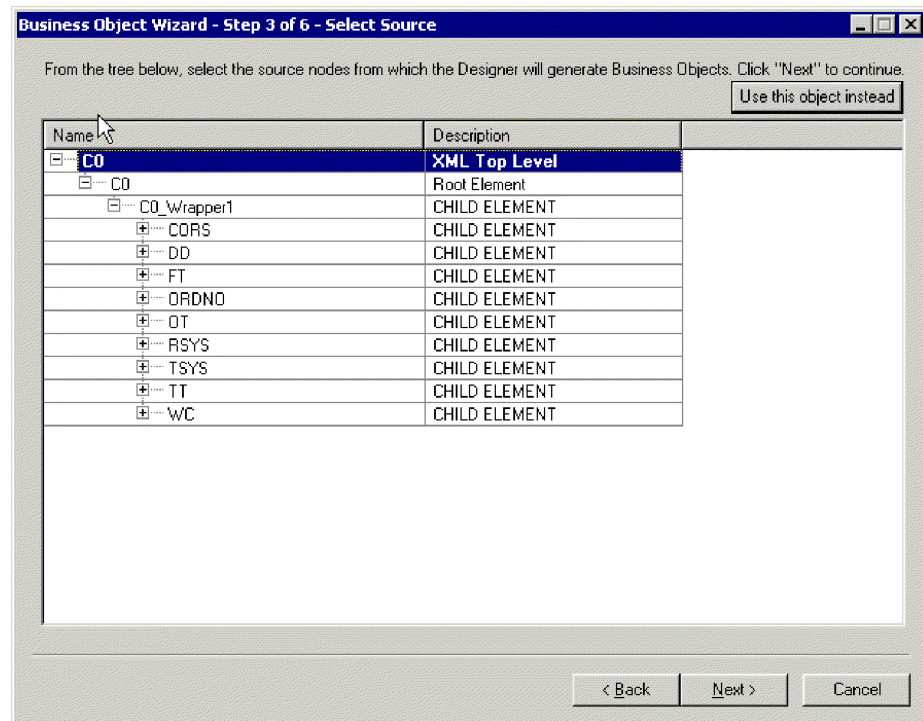 Business Object Wizard - Step 3 of 6 - Select Source
From the tree below, select the source nodes from which the Designer will generate Business Objects. Click "Next" to continue.
Use this object instead
Name Description
C0 XML Top Level
C0 Root Element
C0_Wrapper1 CHILD ELEMENT
CORS CHILD ELEMENT
DD CHILD ELEMENT
FT CHILD ELEMENT
ORDNO CHILD ELEMENT
OT CHILD ELEMENT
RSYS CHILD ELEMENT
TSYS CHILD ELEMENT
TT CHILD ELEMENT
WC CHILD ELEMENT
< Back Next > Cancel